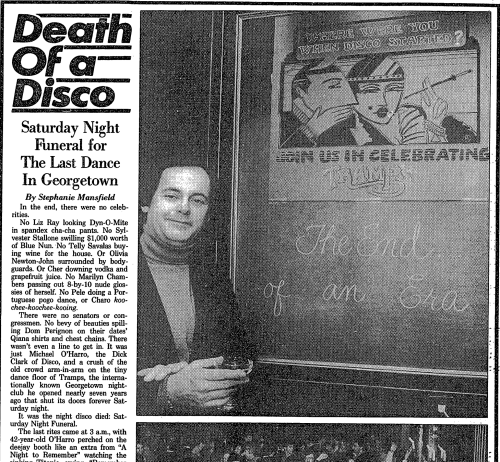 Death
Of a
Disco
Saturday Night
Funeral for
The Last Dance
In Georgetown
By Stephanie Mansfield
In the end, there were no celeb-
rities.
No Liz Ray looking Dyn-O-Mite
in spandex cha-cha pants. No Syl-
vester Stallone swilling $1,000 worth
of Blue Nun. No Telly Savalas buy-
ing wine for the house. Or Olivia
Newton-John surrounded by body-
guards. Or Cher downing vodka and
grapefruit juice. No Marilyn Cham-
bers passing out 8-by-10 nude glos-
sies of herself. No Pele doing a Por-
tuguese pogo dance, or Charo koo-
chee-koochee-kooing.
There were no senators or con-
gressmen. No bevy of beauties spill-
ing Dom Perignon on their dates'
Qiana shirts and chest chains. There
wasn't even a line to get in. It was
just Michael O'Harro, the Dick
Clark of Disco, and a crush of the
old crowd arm-in-arm on the tiny
dance floor of Tramps, the interna-
tionally known Georgetown night-
club he opened nearly seven years
ago that shut its doors forever Sat-
urday night.
It was the night disco died: Sat-
urday Night Funeral.
The last rites came at 3 a.m., with
42-year-old O'Harro perched on the
deejay booth like an extra from "A
Night to Remember" watching the
WHERE WERE YOU
WHEN DISCO STARTED?
JOIN US IN CELEBRATING
TRAMPS
The end
of an Era